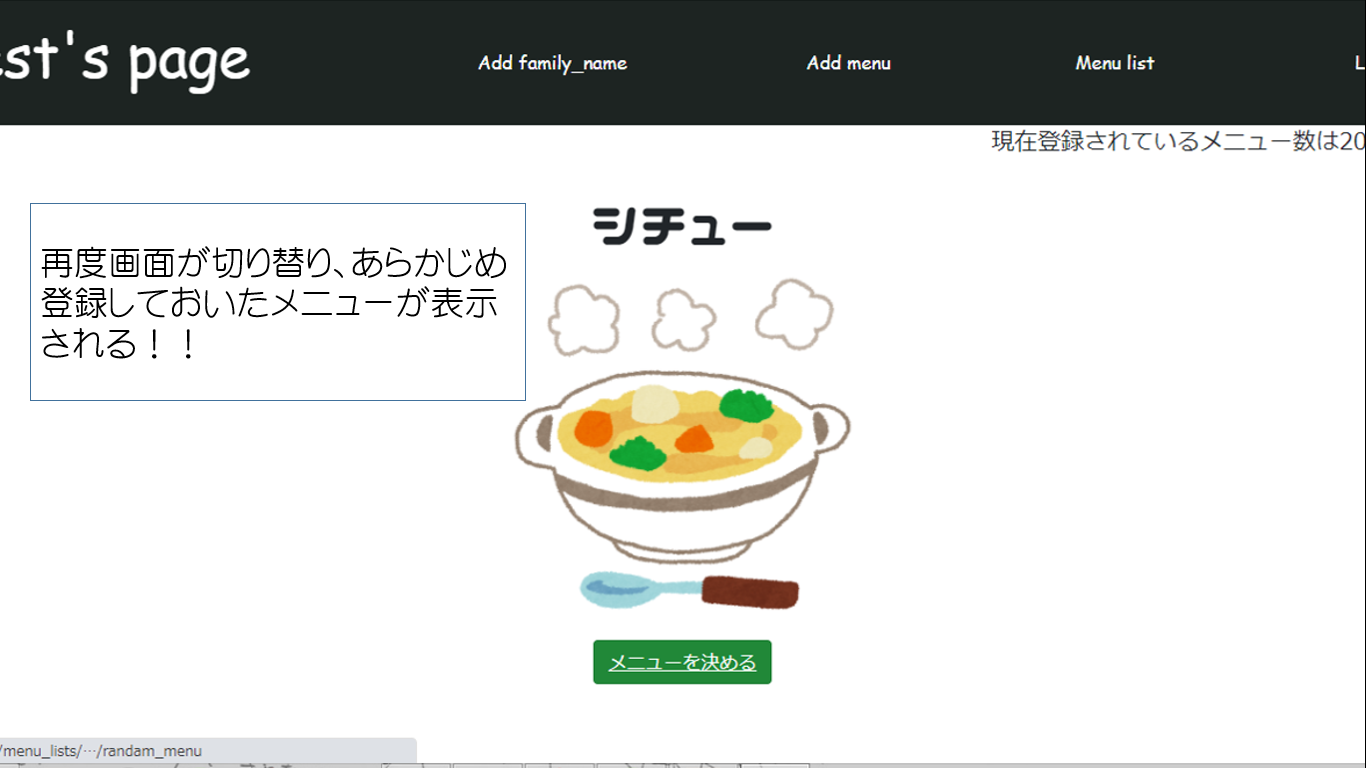 est's page
Add family_name
Add menu
Menu list
L
現在登録されているメニュー数は20
再度画面が切り替り、あらかじめ
登録しておいたメニューが表示
される！！
シチュー
メニューを決める
/menu_lists/…/randam_menu